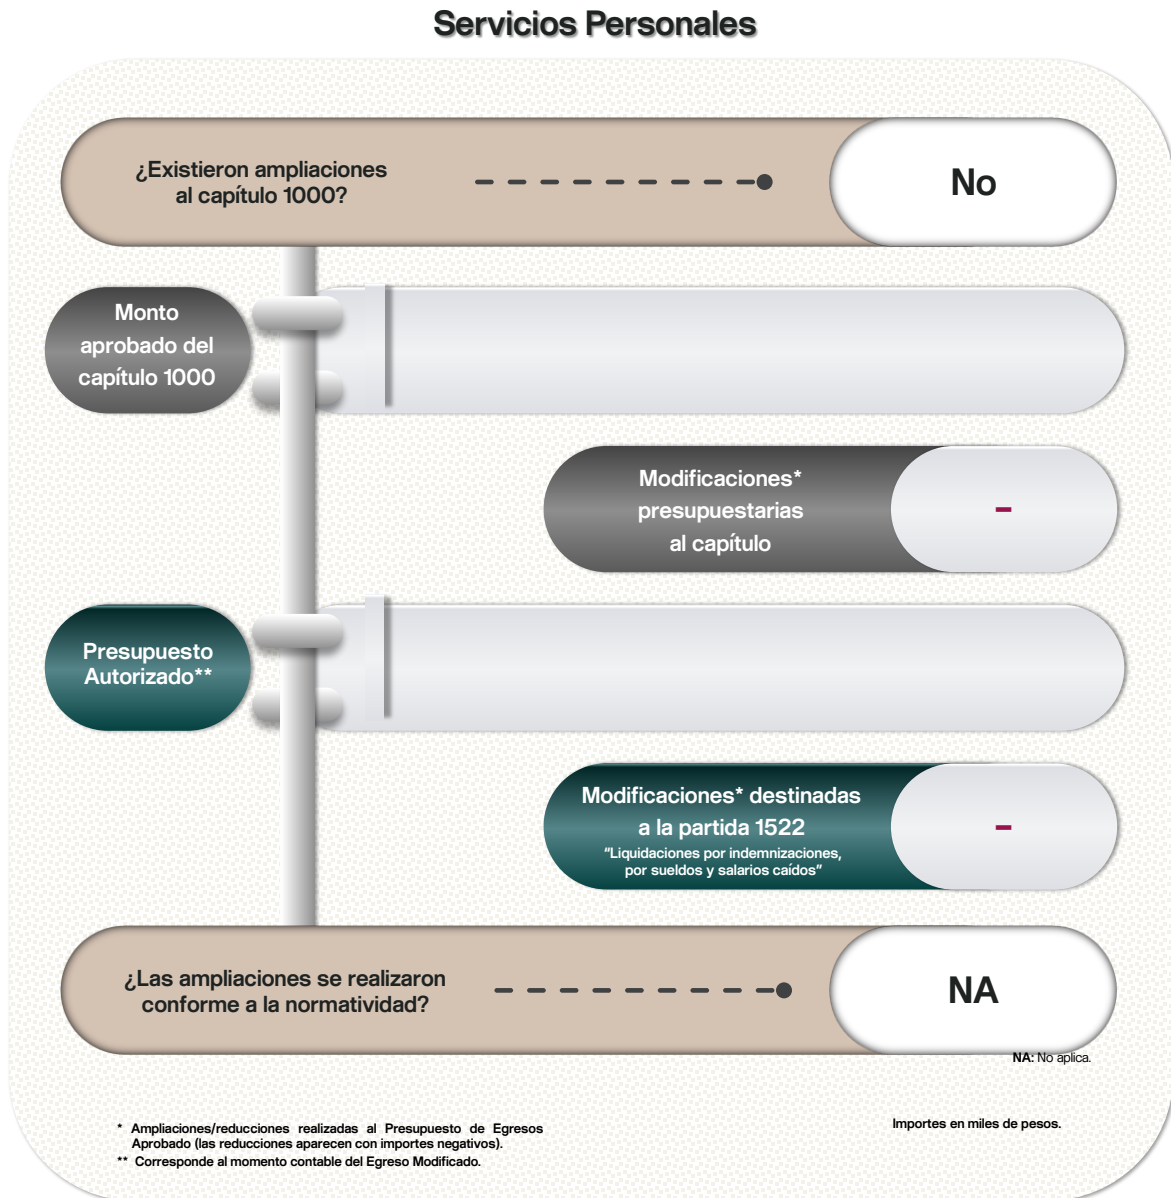 Servicios Personales
¿Existieron ampliaciones
al capítulo 1000?
No
Monto
aprobado del
capítulo 1000
Modificaciones*
presupuestarias
al capítulo
-
Presupuesto
Autorizado**
Modificaciones* destinadas
a la partida 1522
"Liquidaciones por indemnizaciones,
por sueldos y salarios caídos"
-
¿Las ampliaciones se realizaron
conforme a la normatividad?
NA
NA: No aplica.
* Ampliaciones/reducciones realizadas al Presupuesto de Egresos
Aprobado (las reducciones aparecen con importes negativos).
** Corresponde al momento contable del Egreso Modificado.
Importes en miles de pesos.